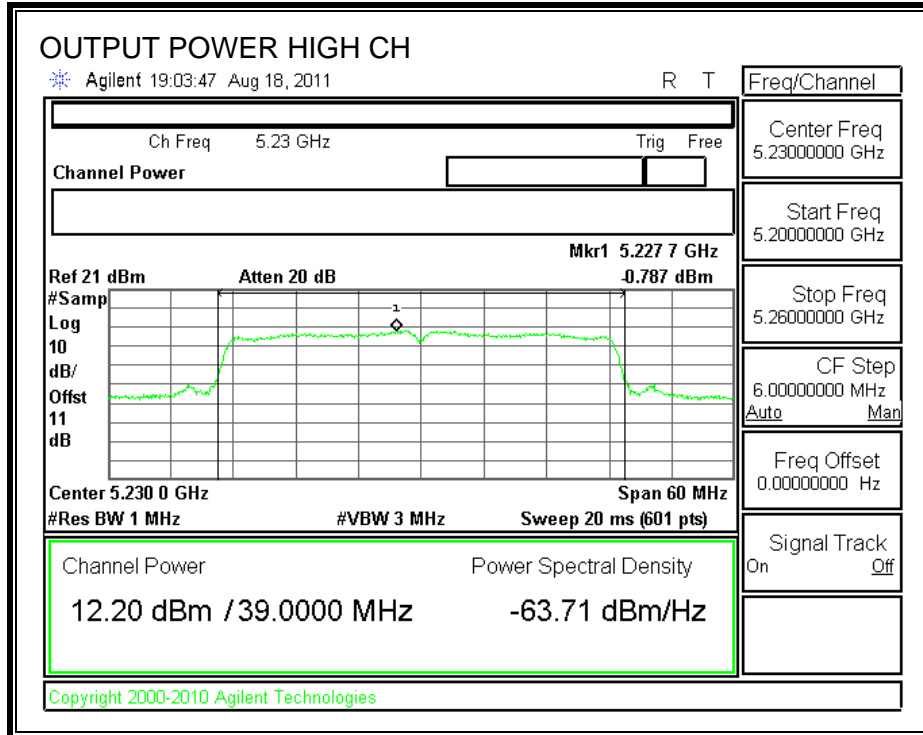 OUTPUT POWER HIGH CH
Agilent 19:03:47 Aug 18, 2011 R T
Ch Freq 5.23 GHz Trig Free
Channel Power
Mkr1 5.227 7 GHz
Ref 21 dBm Atten 20 dB -0.787 dBm
#Samp
Log
10
dB/
Offst
11
dB
1
Center 5.230 0 GHz Span 60 MHz
#Res BW 1 MHz #VBW 3 MHz Sweep 20 ms (601 pts)
Channel Power Power Spectral Density
12.20 dBm / 39.0000 MHz -63.71 dBm/Hz
Copyright 2000-2010 Agilent Technologies
Freq/Channel
Center Freq
5.23000000 GHz
Start Freq
5.20000000 GHz
Stop Freq
5.26000000 GHz
CF Step
6.00000000 MHz
Auto Man
Freq Offset
0.00000000 Hz
Signal Track
On Off